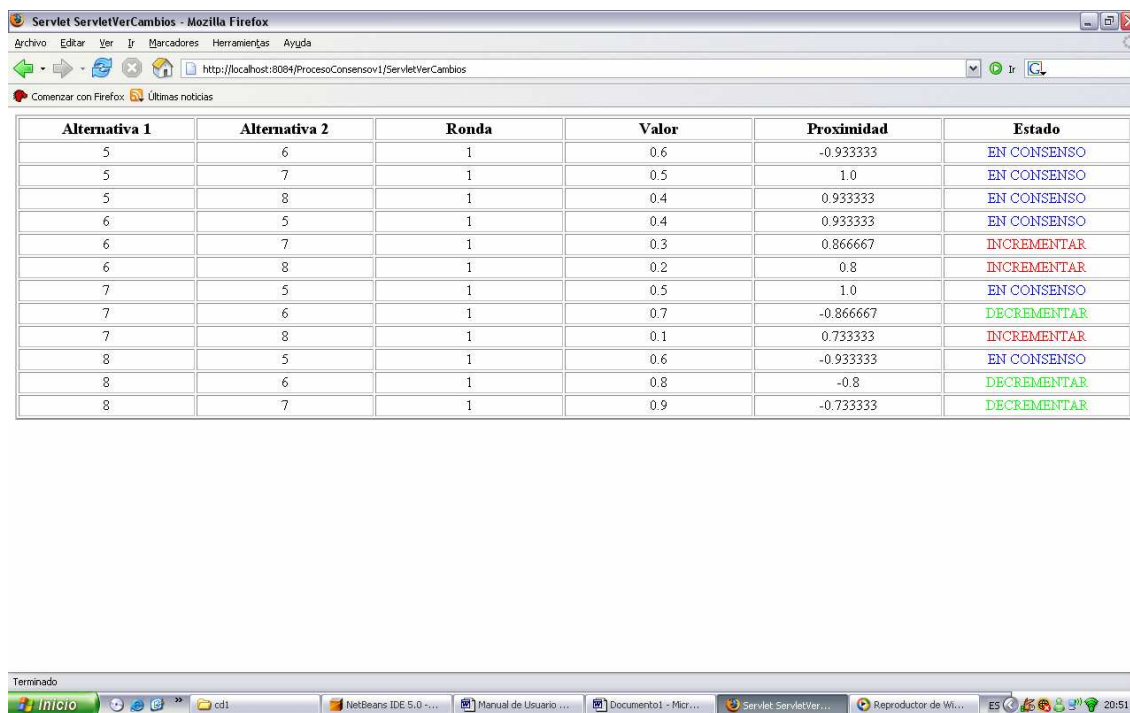 Servlet ServletVerCambios - Mozilla Firefox
Archivo Editar Ver Ir Marcadores Herramientas Ayuda
http://localhost:8084/ProcesoConsensov1/ServletVerCambios Ir G
Comenzar con Firefox Últimas noticias
Alternativa 1 Alternativa 2 Ronda Valor Proximidad Estado
5 6 1 0.6 -0.933333 EN CONSENSO
5 7 1 0.5 1.0 EN CONSENSO
5 8 1 0.4 0.933333 EN CONSENSO
6 5 1 0.4 0.933333 EN CONSENSO
6 7 1 0.3 0.866667 INCREMENTAR
6 8 1 0.2 0.8 INCREMENTAR
7 5 1 0.5 1.0 EN CONSENSO
7 6 1 0.7 -0.866667 DECREMENTAR
7 8 1 0.1 0.733333 INCREMENTAR
8 5 1 0.6 -0.933333 EN CONSENSO
8 6 1 0.8 -0.8 DECREMENTAR
8 7 1 0.9 -0.733333 DECREMENTAR
Terminado
Inicio » cd1 NetBeans IDE 5.0 -... Manual de Usuario ... Documento1 - Micr... Servlet ServletVer... Reproductor de Wi... ES 20:51